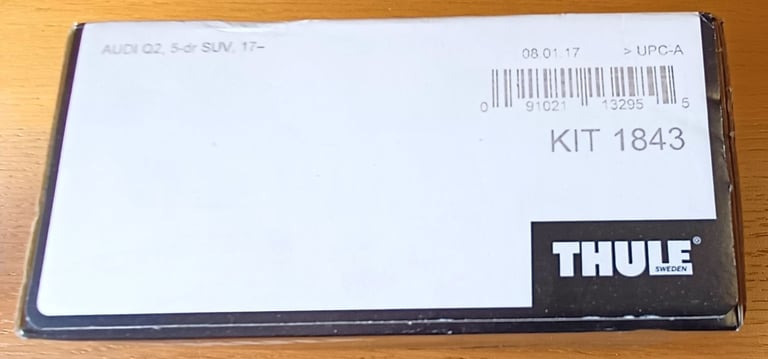 AUDI Q2, 5-dr SUV, 17–
08.01.17 > UPC-A
0 91021 13295 5
KIT 1843
THULE®
SWEDEN